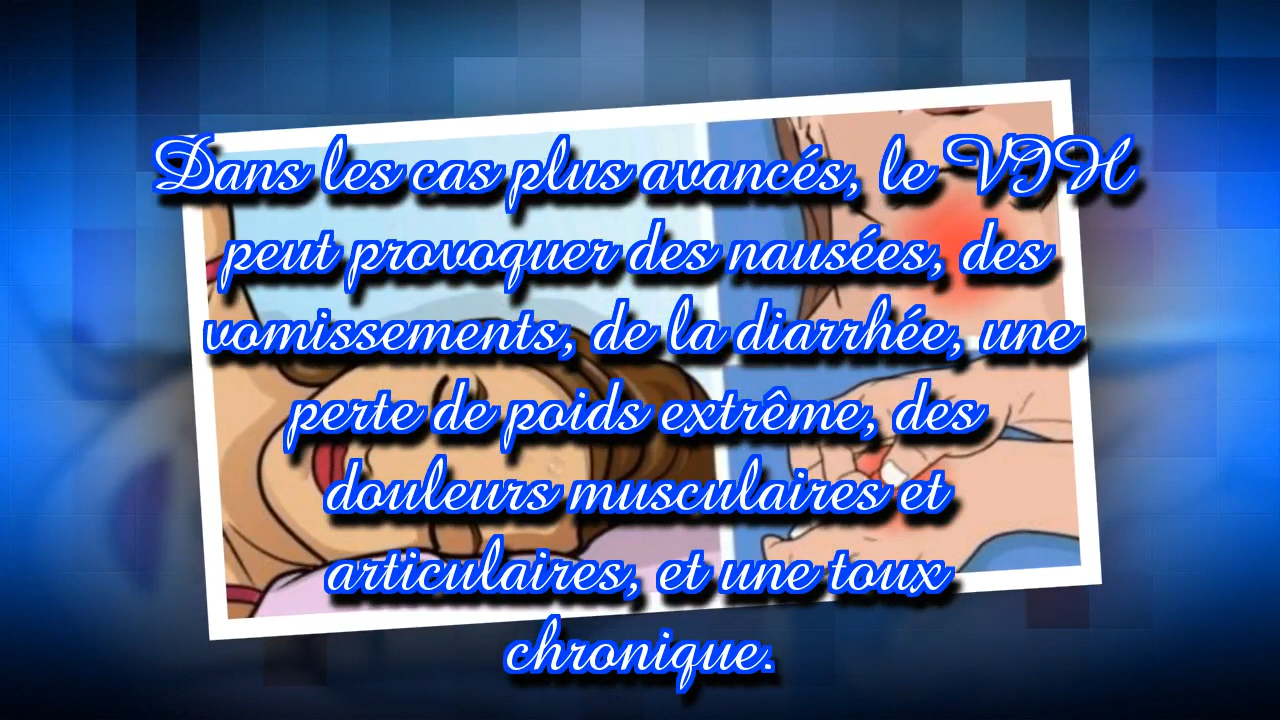 Dans les cas plus avancés, le VIH
peut provoquer des nausées, des
vomissements, de la diarrhée, une
perte de poids extrême, des
douleurs musculaires et
articulaires, et une toux
chronique.